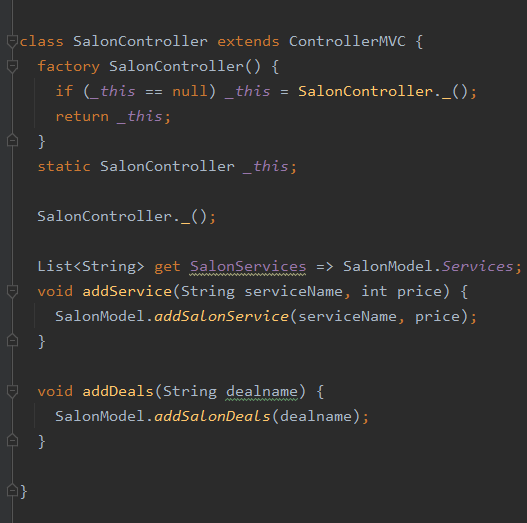 class SalonController extends ControllerMVC {
  factory SalonController() {
    if (_this == null) _this = SalonController._();
    return _this;
  }
  static SalonController _this;

  SalonController._();

  List<String> get SalonServices => SalonModel.Services;
  void addService(String serviceName, int price) {
    SalonModel.addSalonService(serviceName, price);
  }

  void addDeals(String dealname) {
    SalonModel.addSalonDeals(dealname);
  }

}